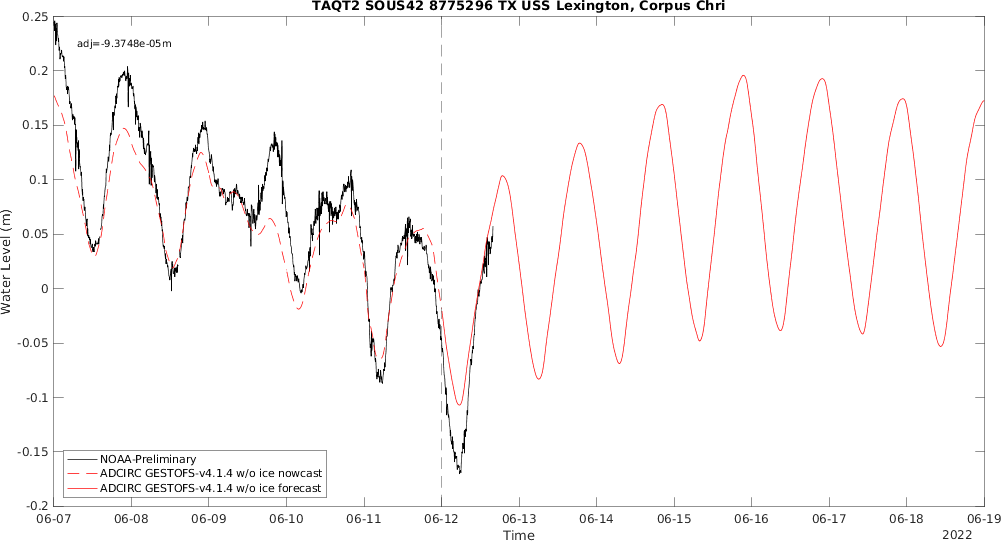 TAQT2 SOUS42 8775296 TX USS Lexington, Corpus Chri
adj=-9.3748e-05m
0.25
0.2
0.15
0.1
0.05
0
-0.05
-0.1
-0.15
-0.2
Water Level (m)
NOAA-Preliminary
ADCIRC GESTOFS-v4.1.4 w/o ice nowcast
ADCIRC GESTOFS-v4.1.4 w/o ice forecast
06-07 06-08 06-09 06-10 06-11 06-12 06-13 06-14 06-15 06-16 06-17 06-18 06-19
Time
2022